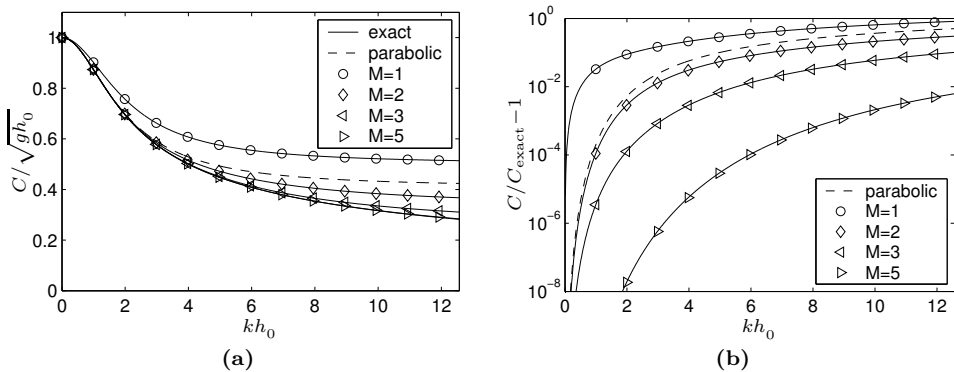 1
0.8
0.6
0.4
0.2
0
0 2 4 6 8 10 12
C/√gh₀
kh₀
exact
parabolic
M=1
M=2
M=3
M=5
(a)
10⁰
10⁻²
10⁻⁴
10⁻⁶
10⁻⁸
0 2 4 6 8 10 12
C/C_exact−1
kh₀
parabolic
M=1
M=2
M=3
M=5
(b)